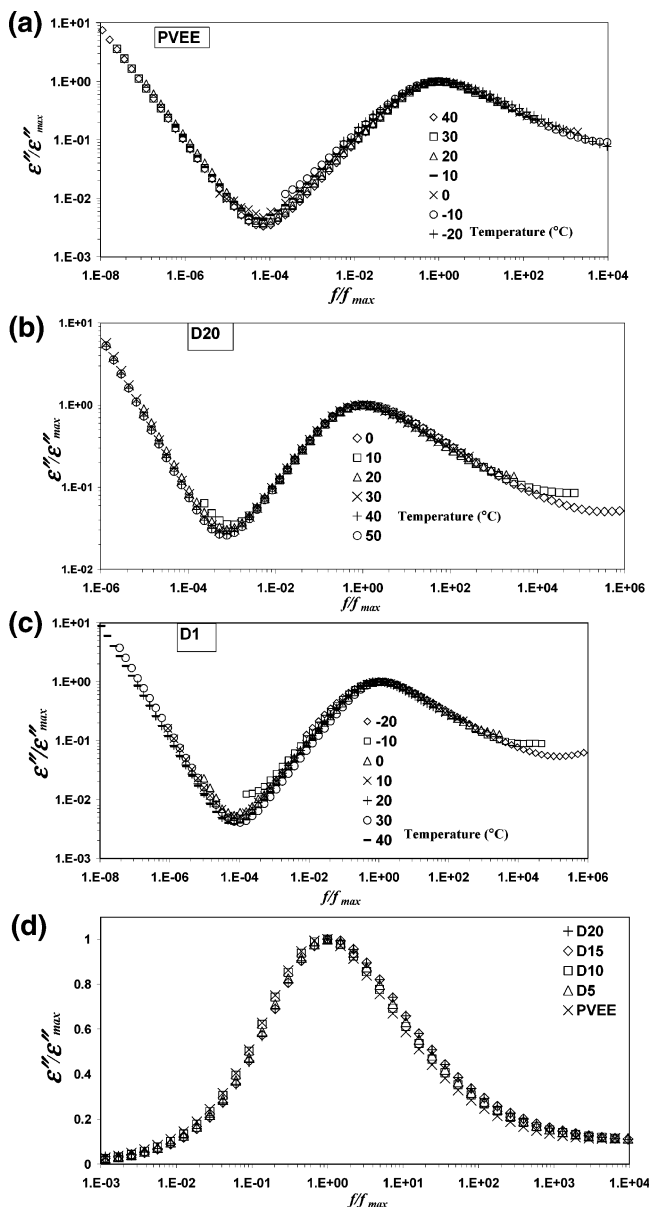 (a)
PVEE
1.E+01
1.E+00
1.E-01
1.E-02
1.E-03
ε″/ε″max
40
30
20
10
0
-10
-20
Temperature (°C)
1.E-08 1.E-06 1.E-04 1.E-02 1.E+00 1.E+02 1.E+04
f/f max
(b)
D20
1.E+01
1.E+00
1.E-01
1.E-02
ε″/ε″max
0
10
20
30
40
50
Temperature (°C)
1.E-06 1.E-04 1.E-02 1.E+00 1.E+02 1.E+04 1.E+06
f/f max
(c)
D1
1.E+01
1.E+00
1.E-01
1.E-02
1.E-03
ε″/ε″max
-20
-10
0
10
20
30
40
Temperature (°C)
1.E-08 1.E-06 1.E-04 1.E-02 1.E+00 1.E+02 1.E+04 1.E+06
f/f max
(d)
1
0.8
0.6
0.4
0.2
0
ε″/ε″max
D20
D15
D10
D5
PVEE
1.E-03 1.E-02 1.E-01 1.E+00 1.E+01 1.E+02 1.E+03 1.E+04
f/f max